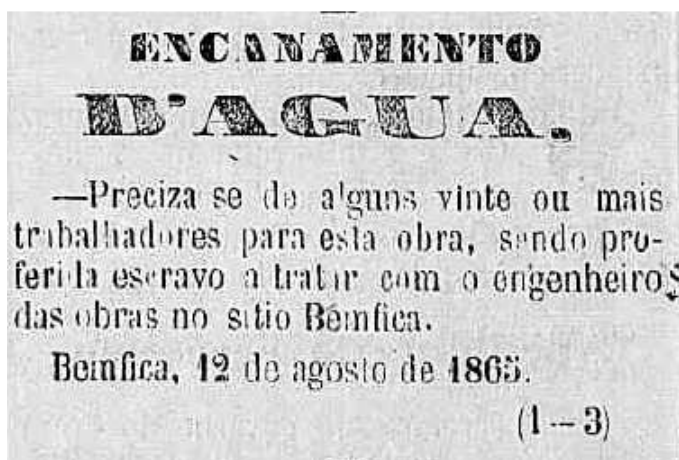 ENCANAMENTO
D'AGUA.
—Preciza se de alguns vinte ou mais
trabalhadores para esta obra, sendo pro-
ferida escravo a tratar com o engenheiro
das obras no sitio Bémfica.
Bemfica, 12 de agosto de 1865.
(1—3)